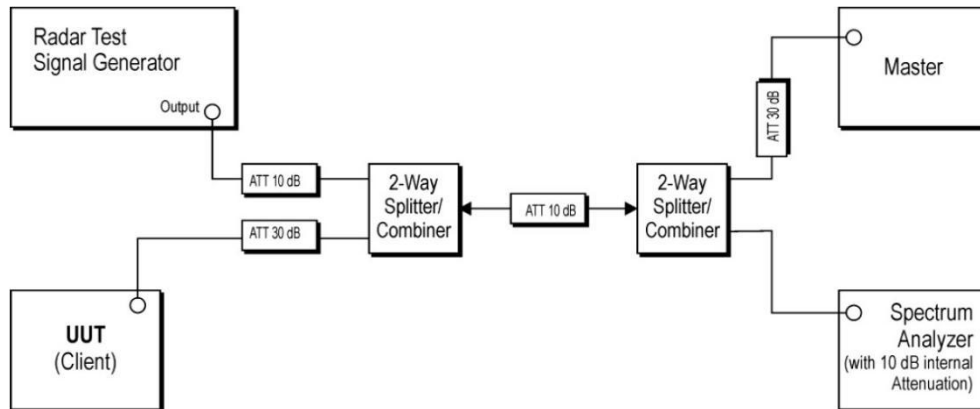 Radar Test
Signal Generator
Output
ATT 10 dB
2-Way
Splitter/
Combiner
ATT 30 dB
ATT 10 dB
2-Way
Splitter/
Combiner
ATT 30 dB
Master
UUT
(Client)
Spectrum
Analyzer
(with 10 dB internal
Attenuation)